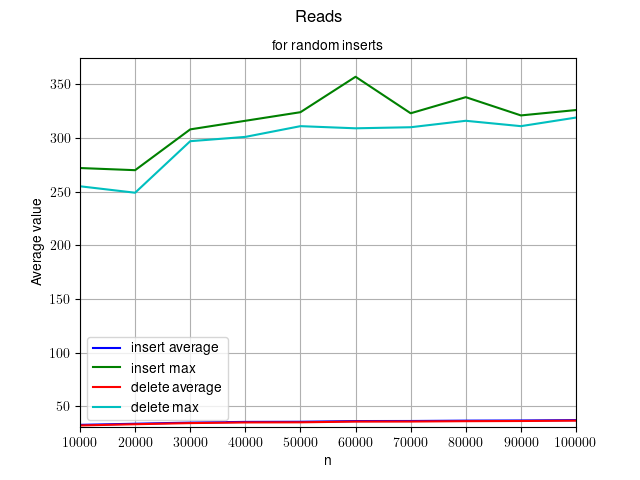 Reads
for random inserts
Average value
350
300
250
200
150
100
50
insert average
insert max
delete average
delete max
10000 20000 30000 40000 50000 60000 70000 80000 90000 100000
n